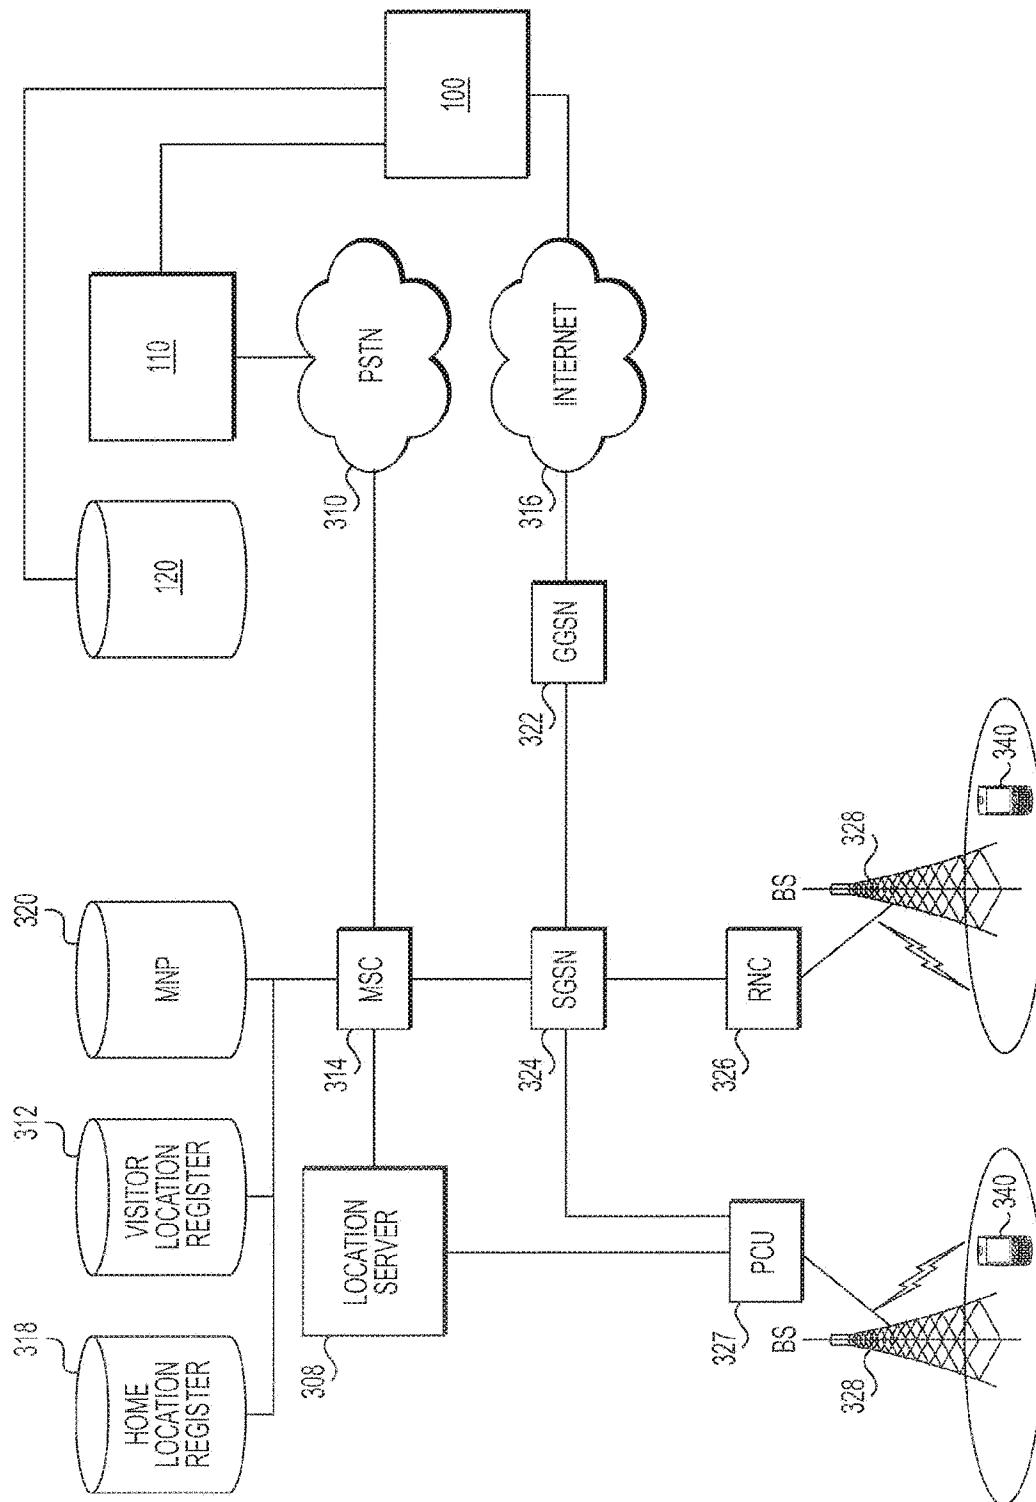 318
HOME
LOCATION
REGISTER
312
VISITOR
LOCATION
REGISTER
320
MNP
120
110
100
308
LOCATION
SERVER
314
MSC
310
PSTN
324
SGSN
322
GGSN
316
INTERNET
327
PCU
326
RNC
BS
328
340
BS
328
340